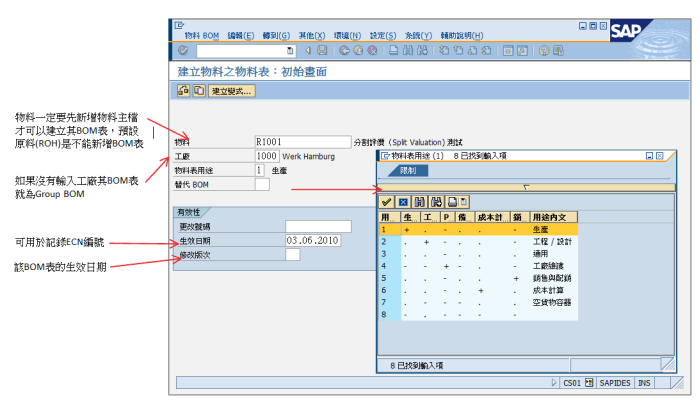 物料 BOM 編輯(E) 轉到(G) 其他(X) 環境(N) 設定(S) 系統(Y) 輔助說明(H)
SAP
建立物料之物料表：初始畫面
建立變式...
物料一定要先新增物料主檔
才可以建立其BOM表，預設
原料(ROH)是不能新增BOM表
如果沒有輸入工廠其BOM表
就為Group BOM
可用於記錄ECN編號
該BOM表的生效日期
物料 R1001 分割評價 (Split Valuation) 測試
工廠 1000 Werk Hamburg
物料表用途 1 生產
替代 BOM
有效性
更改號碼
生效日期 03.06.2010
修改版次
物料表用途 (1) 8 已找到輸入項
限制
用... 生... 工... P 備 成本計... 銷 用途內文
1 + . - . . - 生產
2 . + - . . . 工程 / 設計
3 . . - . . . 通用
4 - - + - . - 工廠維護
5 . . - . . + 銷售與配銷
6 . . - . + . 成本計算
7 . . - . . . 空貨物容器
8 - . - . . -
8 已找到輸入項
CS01 SAPIDES INS